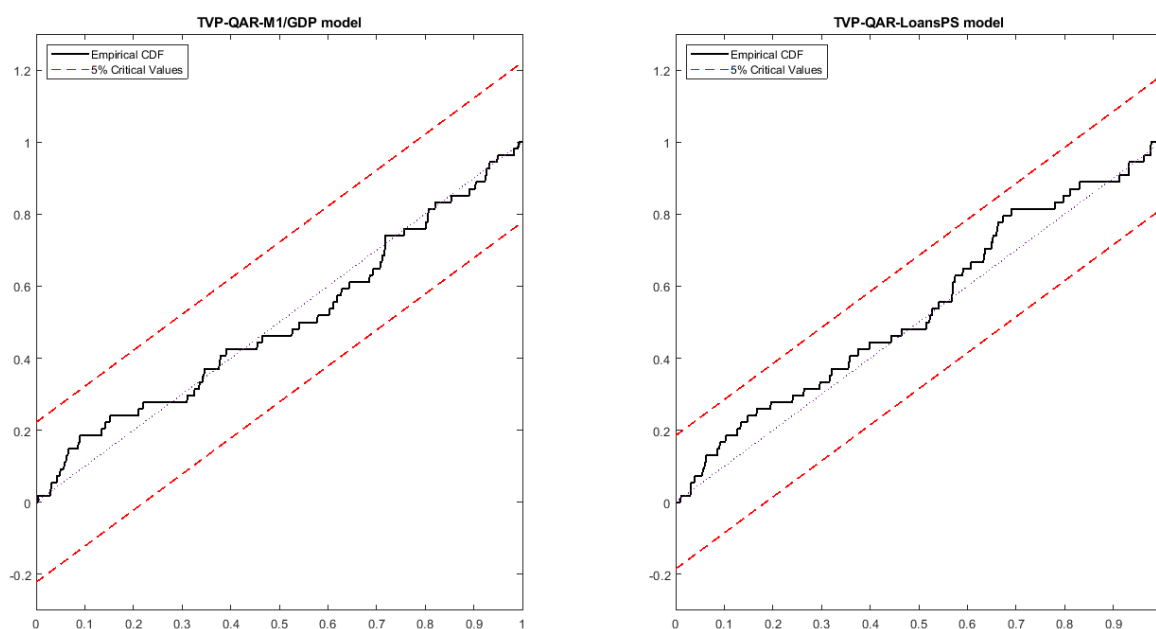 TVP-QAR-M1/GDP model
Empirical CDF
5% Critical Values
1.2
1
0.8
0.6
0.4
0.2
0
-0.2
0 0.1 0.2 0.3 0.4 0.5 0.6 0.7 0.8 0.9 1
TVP-QAR-LoansPS model
Empirical CDF
5% Critical Values
1.2
1
0.8
0.6
0.4
0.2
0
-0.2
0 0.1 0.2 0.3 0.4 0.5 0.6 0.7 0.8 0.9